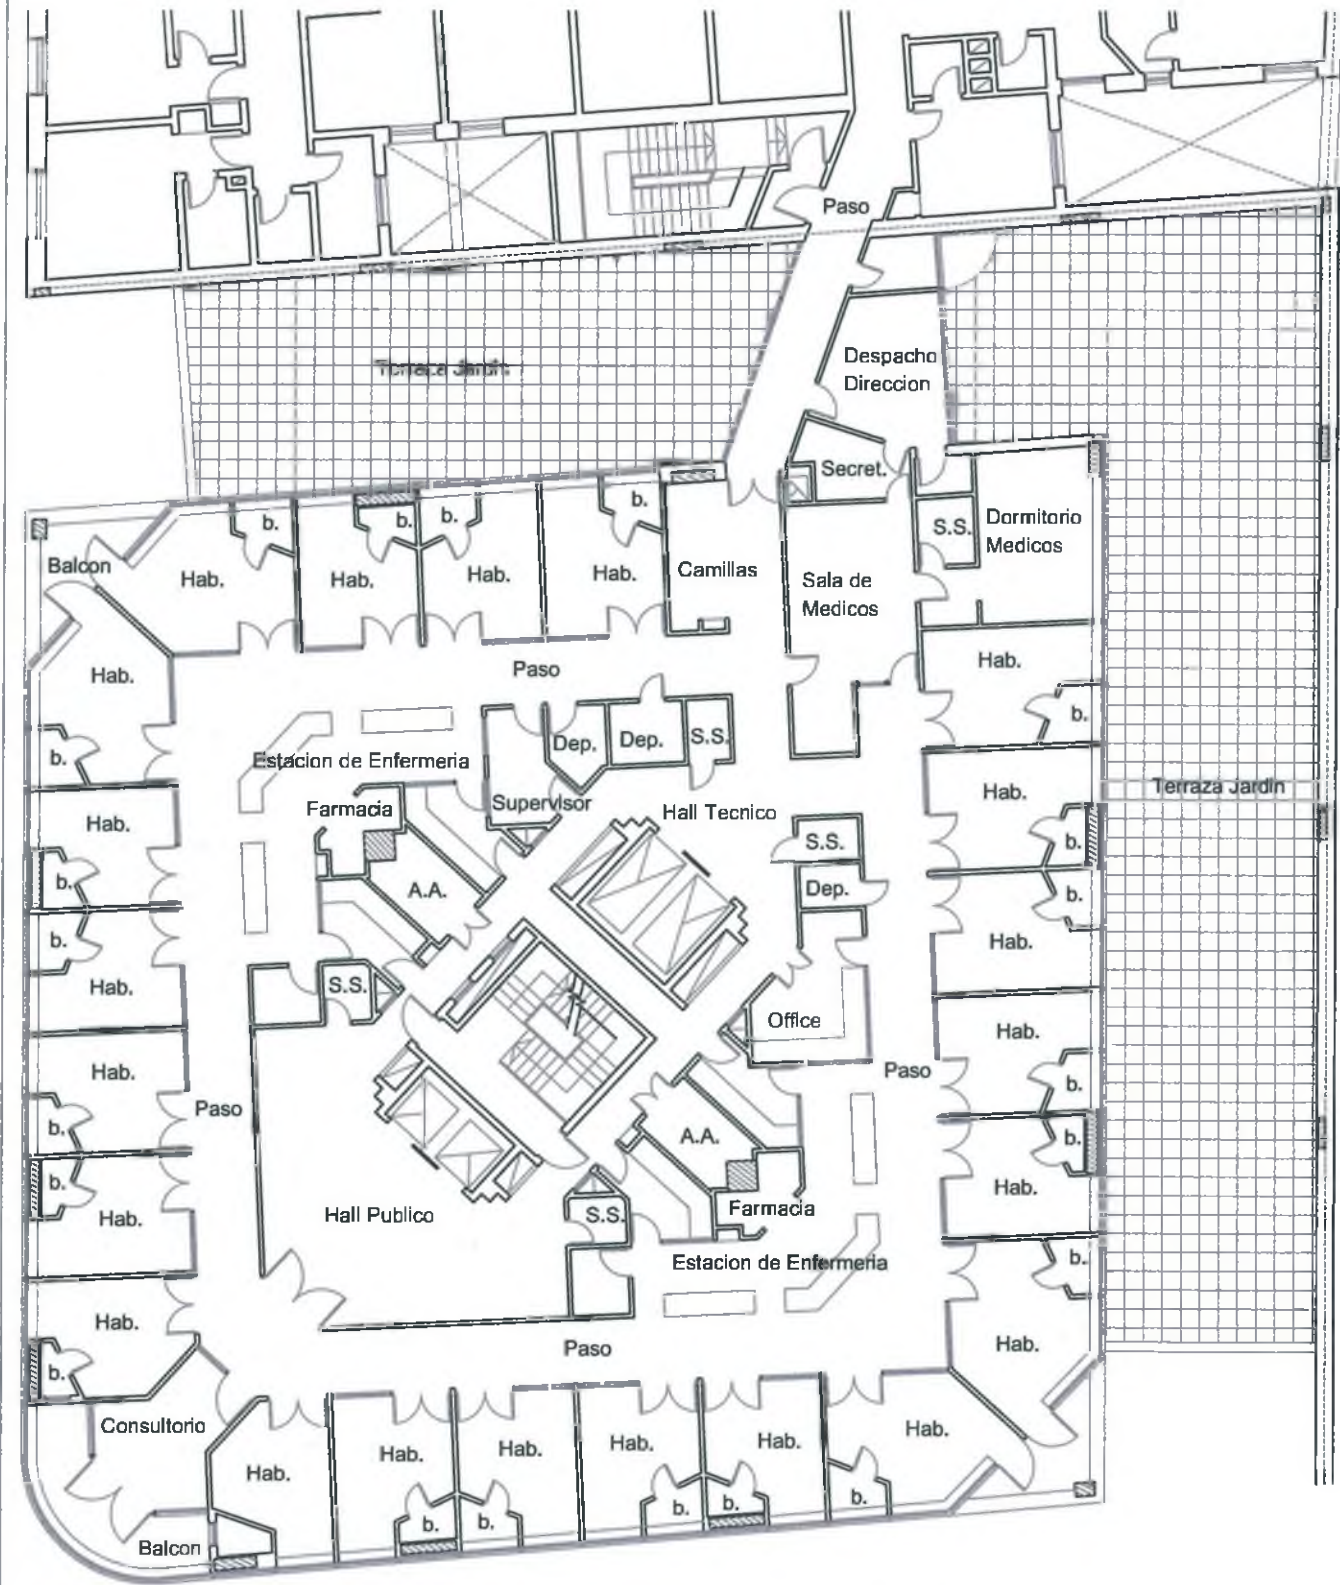 Paso
Despacho
Direccion
Terraza Jardin
Secret.
b.
b.
b.
b.
S.S.
Dormitorio
Medicos
Balcon
Hab.
Hab.
Hab.
Hab.
Camillas
Sala de
Medicos
Hab.
Hab.
Paso
b.
b.
Dep.
Dep.
S.S.
Estacion de Enfermeria
Farmacia
Supervisor
Hall Tecnico
Hab.
Terraza Jardin
Hab.
S.S.
b.
b.
A.A.
Dep.
b.
b.
Hab.
Hab.
S.S.
Office
Hab.
Hab.
Paso
b.
Paso
b.
A.A.
b.
b.
Hab.
Hab.
Hall Publico
S.S.
Farmacia
Estacion de Enfermeria
b.
Hab.
Hab.
b.
Paso
Consultorio
Hab.
Hab.
Hab.
Hab.
Hab.
Hab.
b.
b.
b.
b.
b.
Balcon